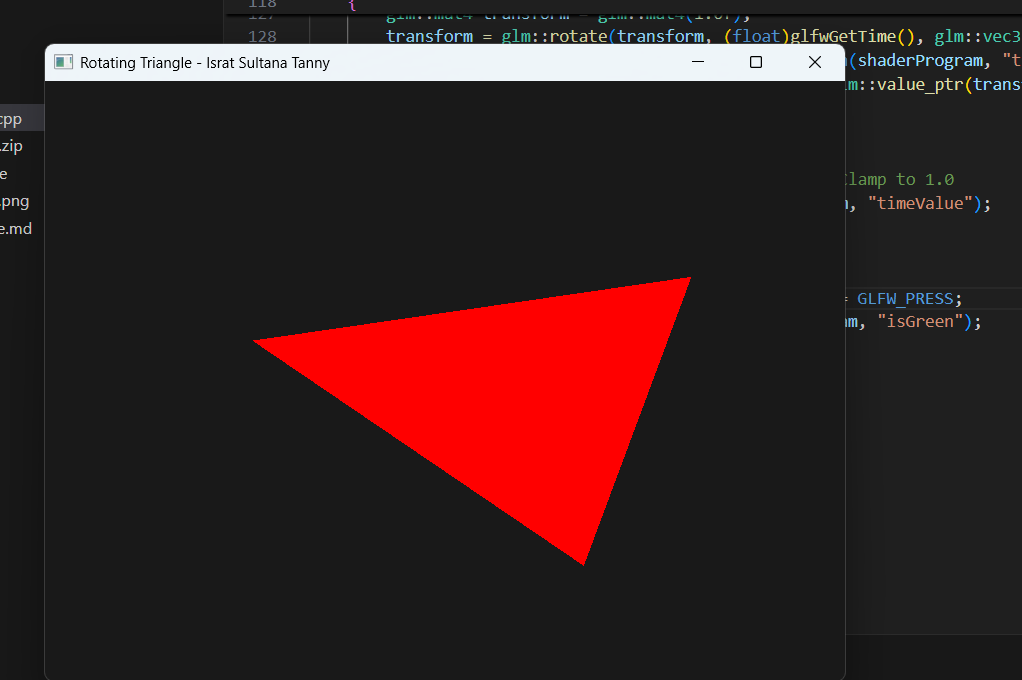 118 {
127 glm::mat4 transform = glm::mat4(1.0f);
128 transform = glm::rotate(transform, (float)glfwGetTime(), glm::vec3
Rotating Triangle - Israt Sultana Tanny
(shaderProgram, "t
cpp
m::value_ptr(trans
.zip
e
Clamp to 1.0
.png
m, "timeValue");
e.md
= GLFW_PRESS;
am, "isGreen");